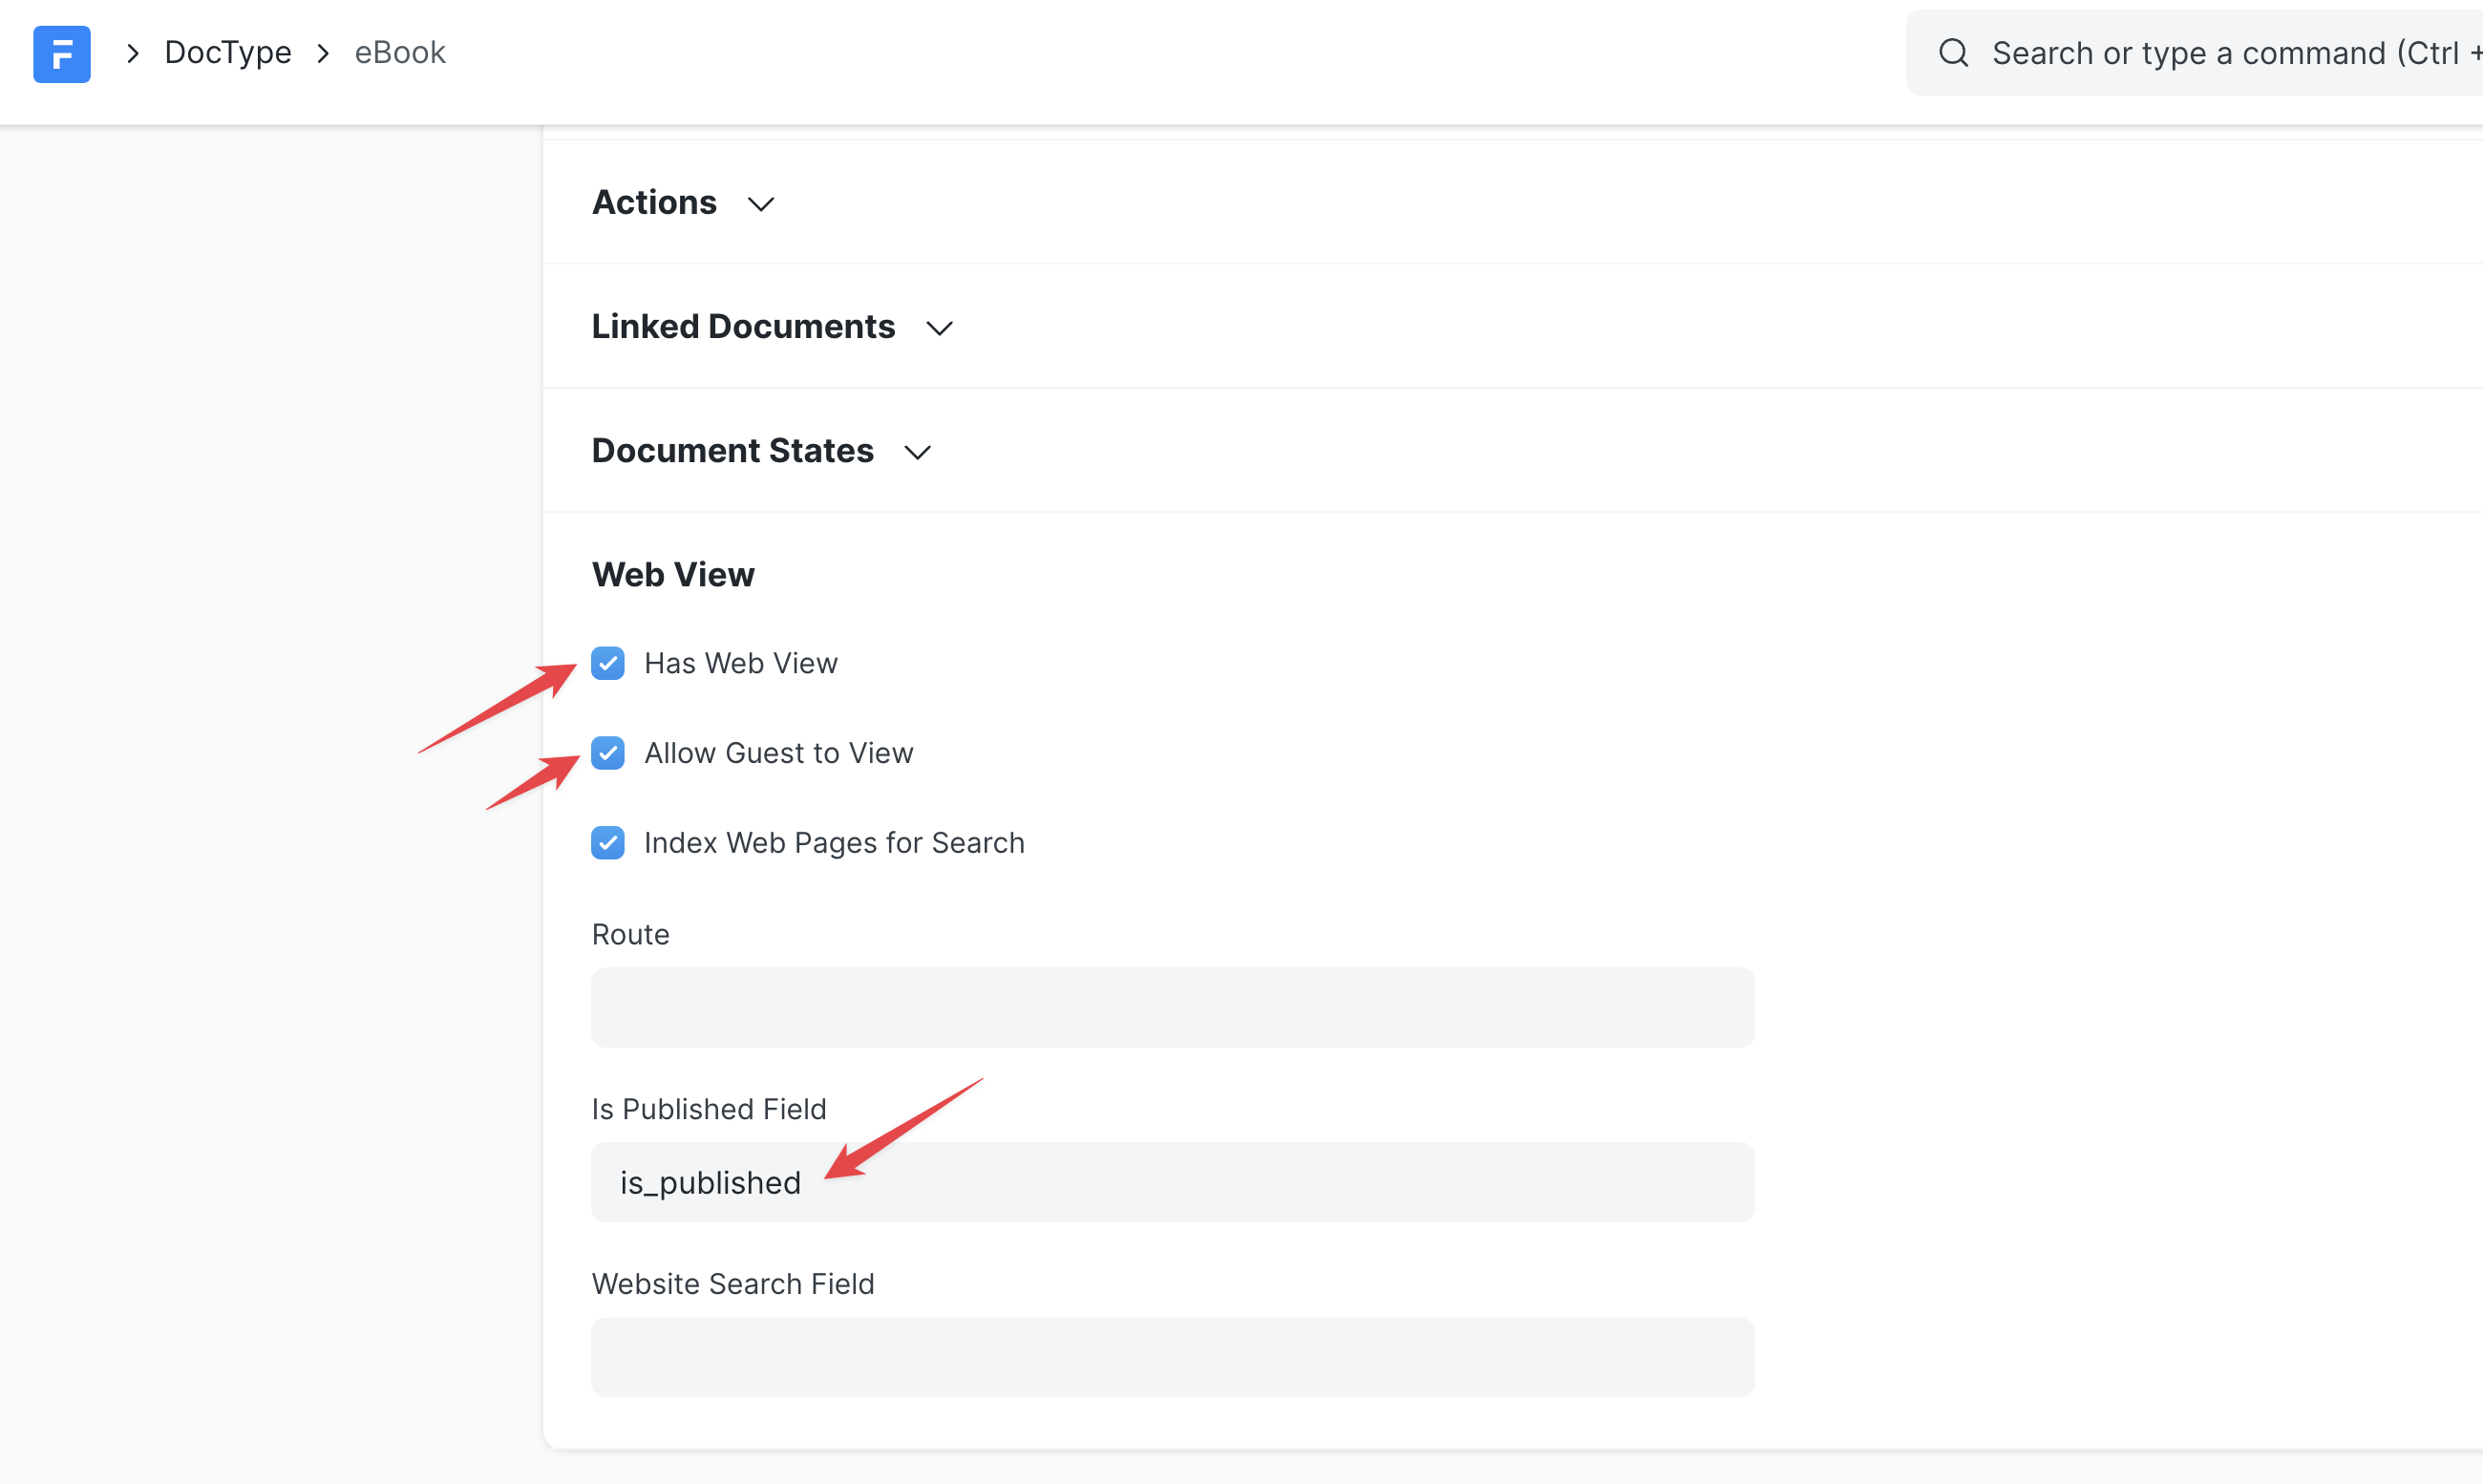 DocType
eBook
Search or type a command (Ctrl +
Actions
Linked Documents
Document States
Web View
Has Web View
Allow Guest to View
Index Web Pages for Search
Route
Is Published Field
is_published
Website Search Field